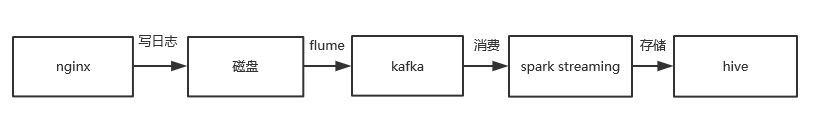 nginx
写日志
磁盘
flume
kafka
消费
spark streaming
存储
hive